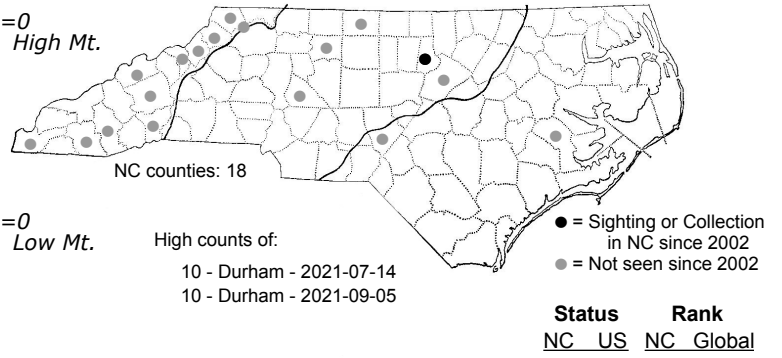 =0
High Mt.
NC counties: 18
=0
Low Mt.
High counts of:
10 - Durham - 2021-07-14
10 - Durham - 2021-09-05
● = Sighting or Collection
in NC since 2002
● = Not seen since 2002
Status Rank
NC US NC Global